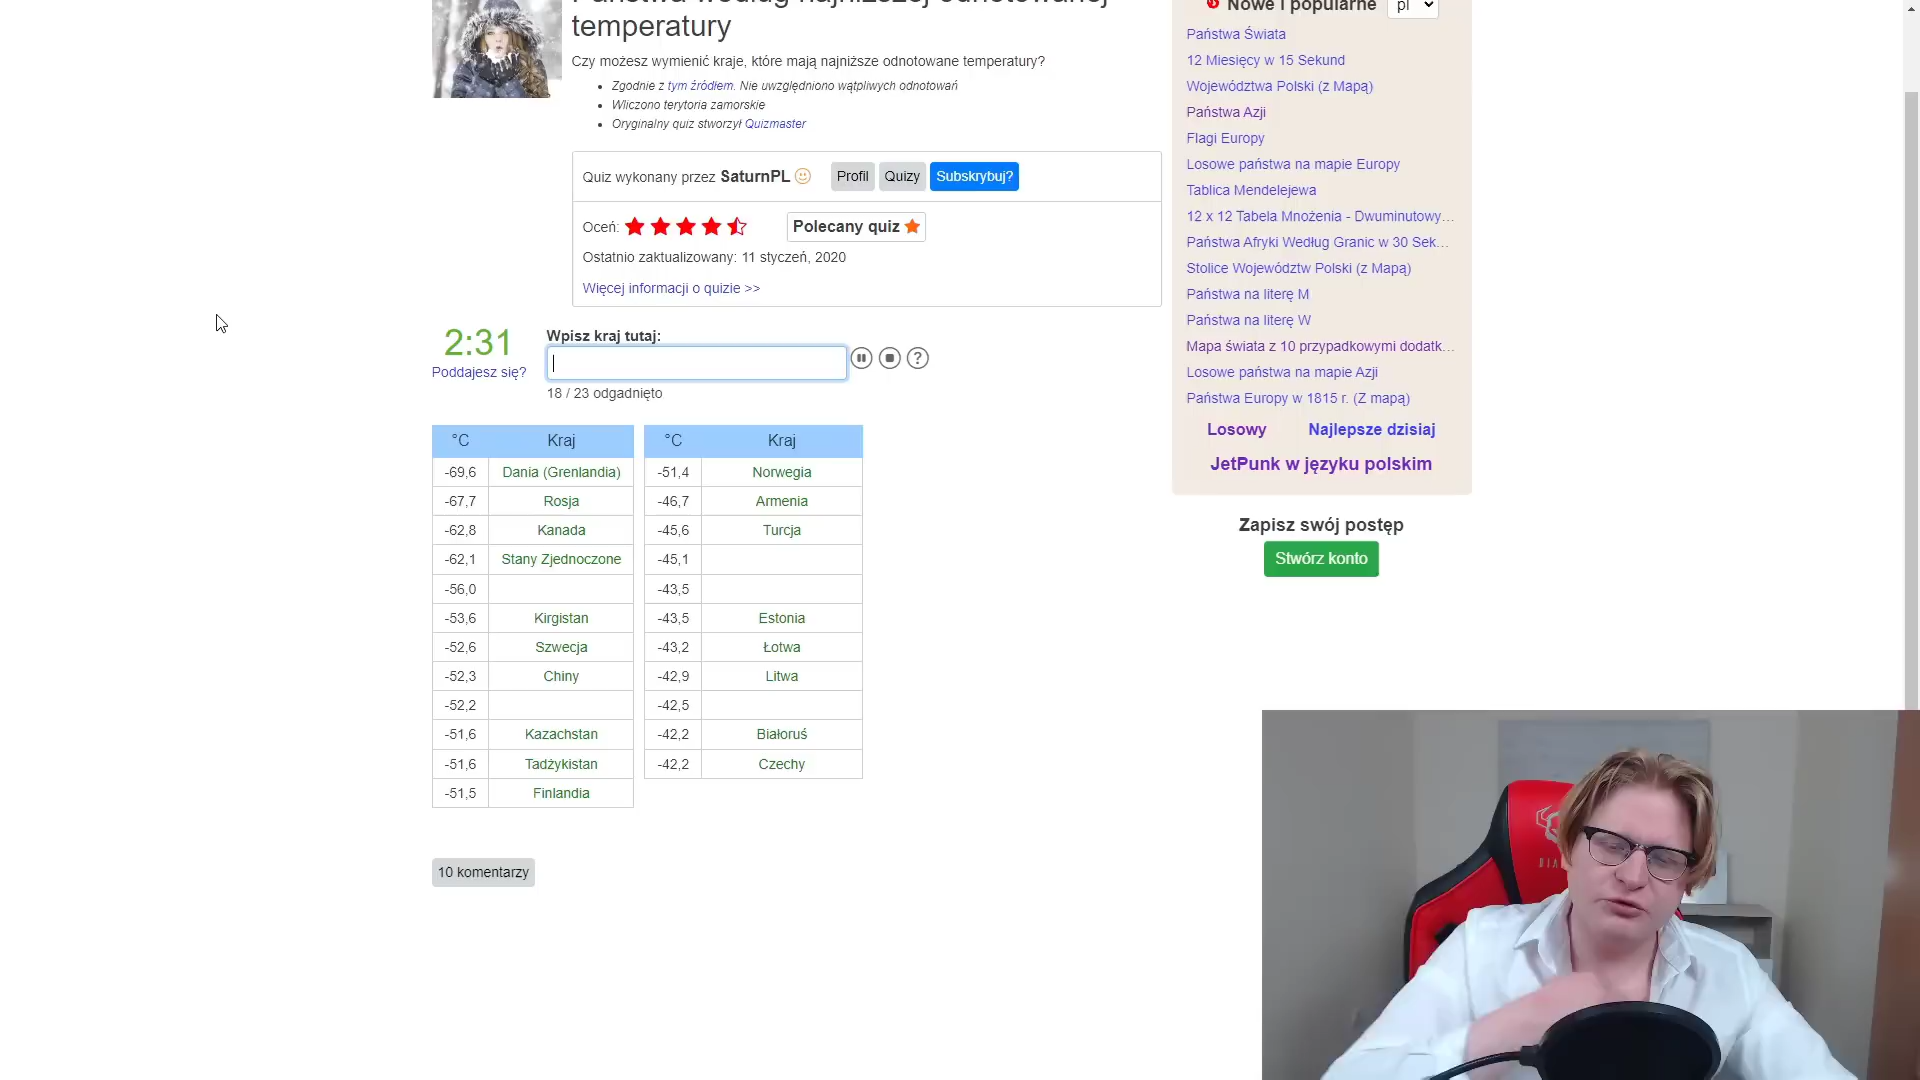 Państwa według najniższej odnotowanej
temperatury
Czy możesz wymienić kraje, które mają najniższe odnotowane temperatury?
Zgodnie z tym źródłem. Nie uwzględniono wątpliwych odnotowań
Wliczono terytoria zamorskie
Oryginalny quiz stworzył Quizmaster
Quiz wykonany przez SaturnPL Profil Quizy Subskrybuj?
Oceń: Polecany quiz
Ostatnio zaktualizowany: 11 styczeń, 2020
Więcej informacji o quizie >>
2:31
Poddajesz się?
Wpisz kraj tutaj:
18 / 23 odgadnięto
°C Kraj
-69,6 Dania (Grenlandia)
-67,7 Rosja
-62,8 Kanada
-62,1 Stany Zjednoczone
-56,0
-53,6 Kirgistan
-52,6 Szwecja
-52,3 Chiny
-52,2
-51,6 Kazachstan
-51,6 Tadżykistan
-51,5 Finlandia
°C Kraj
-51,4 Norwegia
-46,7 Armenia
-45,6 Turcja
-45,1
-43,5
-43,5 Estonia
-43,2 Łotwa
-42,9 Litwa
-42,5
-42,2 Białoruś
-42,2 Czechy
10 komentarzy
Nowe i popularne pl
Państwa Świata
12 Miesięcy w 15 Sekund
Województwa Polski (z Mapą)
Państwa Azji
Flagi Europy
Losowe państwa na mapie Europy
Tablica Mendelejewa
12 x 12 Tabela Mnożenia - Dwuminutowy...
Państwa Afryki Według Granic w 30 Sek...
Stolice Województw Polski (z Mapą)
Państwa na literę M
Państwa na literę W
Mapa świata z 10 przypadkowymi dodatk...
Losowe państwa na mapie Azji
Państwa Europy w 1815 r. (Z mapą)
Losowy Najlepsze dzisiaj
JetPunk w języku polskim
Zapisz swój postęp
Stwórz konto